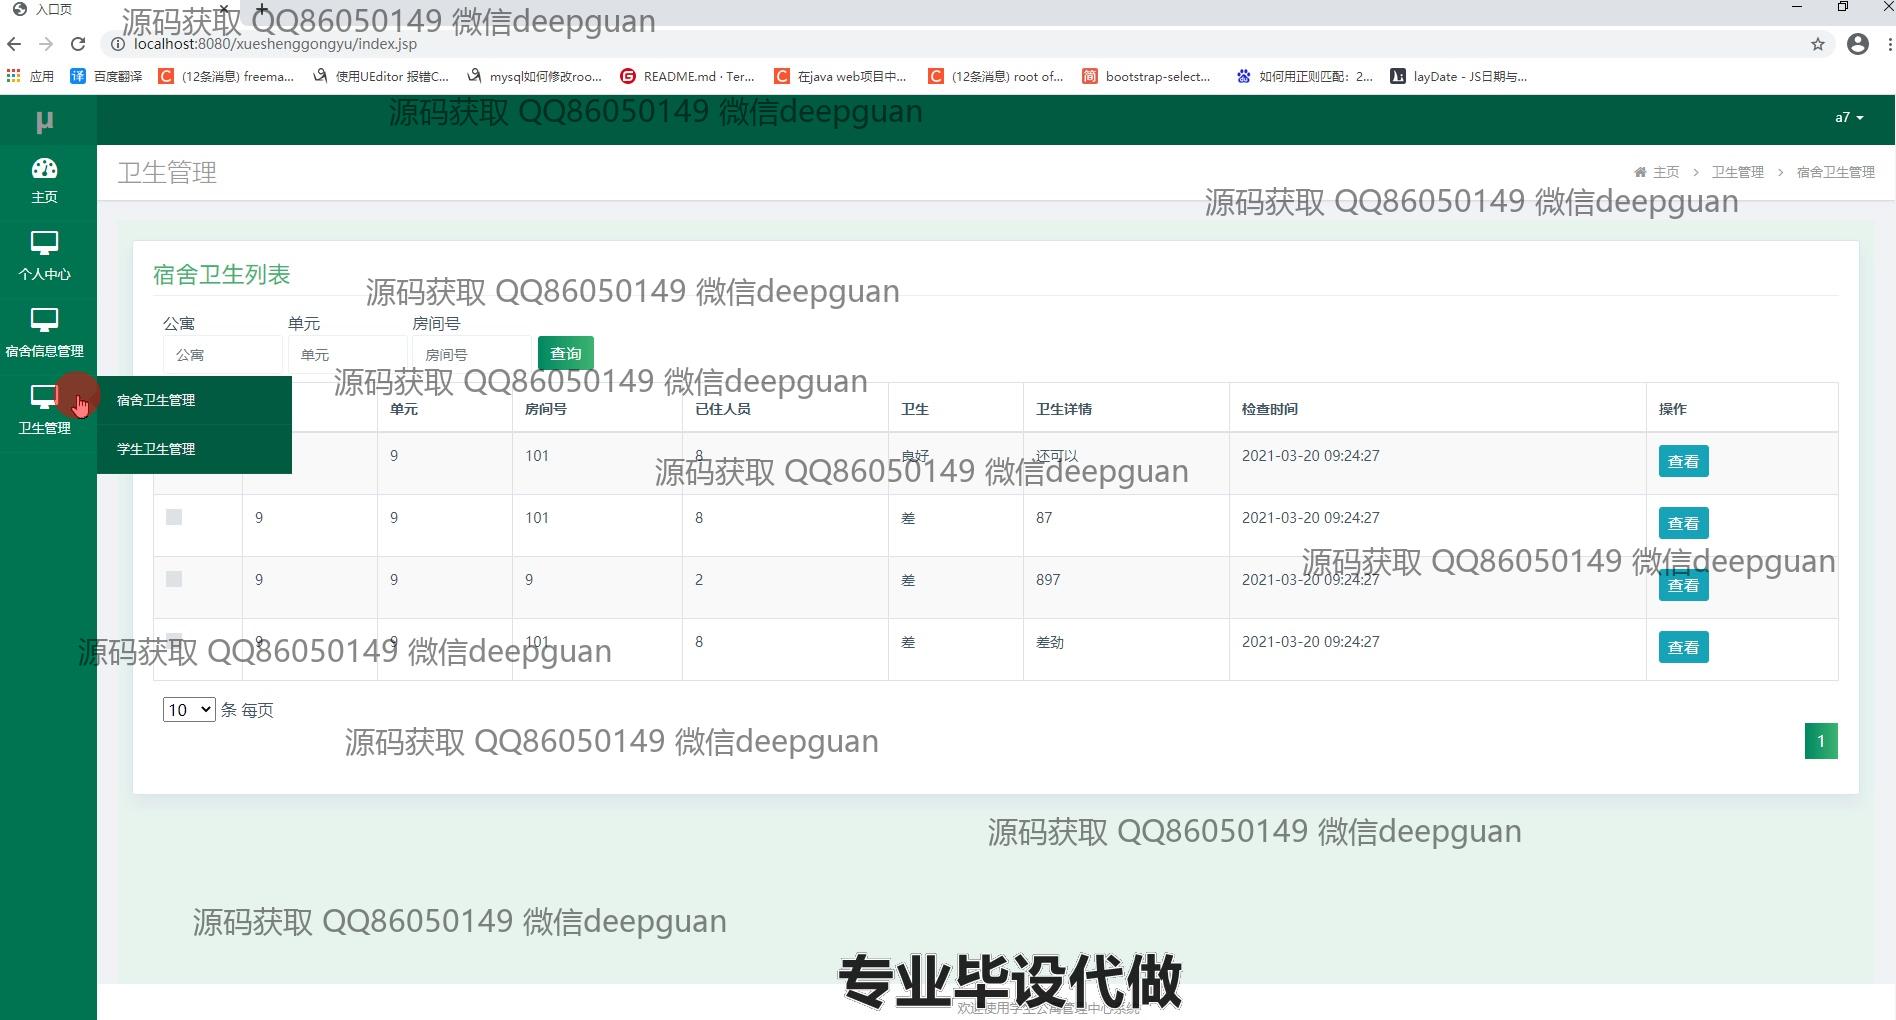 入口页
源码获取 QQ86050149 微信deepguan
localhost:8080/xueshenggongyu/index.jsp
应用 百度翻译 (12条消息) freema... 使用UEditor 报错C... mysql如何修改roo... README.md · Ter... 在java web项目中... (12条消息) root of... bootstrap-select... 如何用正则匹配：2... layDate - JS日期与...
源码获取 QQ86050149 微信deepguan
μ
a7
主页
卫生管理
主页 > 卫生管理 > 宿舍卫生管理
源码获取 QQ86050149 微信deepguan
个人中心
宿舍卫生列表
源码获取 QQ86050149 微信deepguan
公寓 单元 房间号
宿舍信息管理
公寓 单元 房间号 查询
源码获取 QQ86050149 微信deepguan
宿舍卫生管理
单元 房间号 已住人员 卫生 卫生详情 检查时间 操作
卫生管理
学生卫生管理
9 101 8 良好 还可以 2021-03-20 09:24:27 查看
源码获取 QQ86050149 微信deepguan
9 9 101 8 差 87 2021-03-20 09:24:27 查看
源码获取 QQ86050149 微信deepguan
9 9 9 2 差 897 2021-03-20 09:24:27 查看
9 9 101 8 差 差劲 2021-03-20 09:24:27 查看
源码获取 QQ86050149 微信deepguan
10 条 每页
源码获取 QQ86050149 微信deepguan
1
源码获取 QQ86050149 微信deepguan
源码获取 QQ86050149 微信deepguan
专业毕设代做
欢迎使用学生公寓管理中心系统